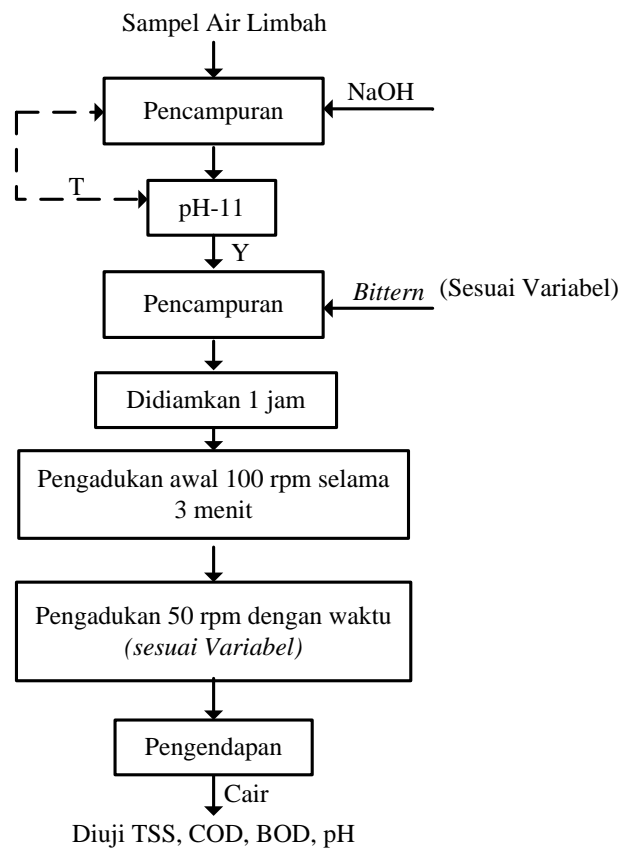 Sampel Air Limbah
Pencampuran
NaOH
T
pH-11
Y
Pencampuran
Bittern (Sesuai Variabel)
Didiamkan 1 jam
Pengadukan awal 100 rpm selama
3 menit
Pengadukan 50 rpm dengan waktu
(sesuai Variabel)
Pengendapan
Cair
Diuji TSS, COD, BOD, pH